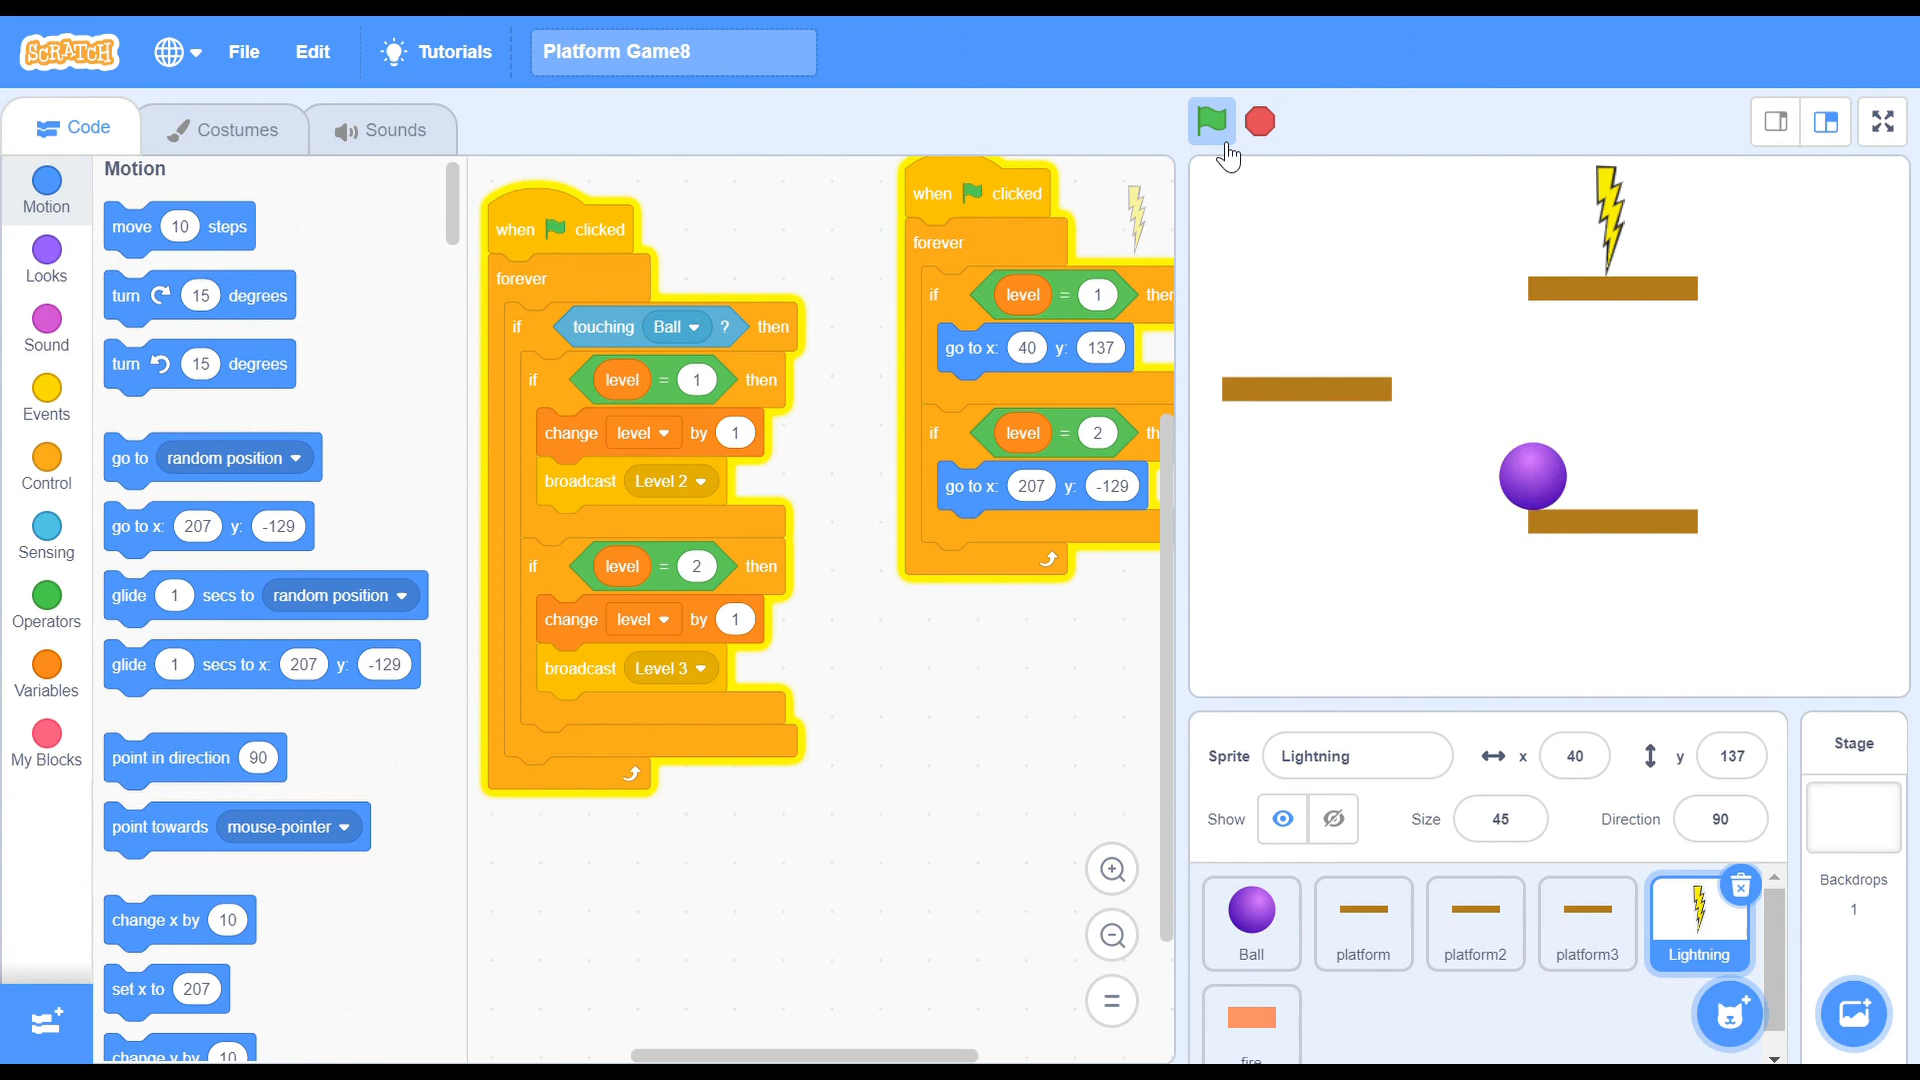 SCRATCH File Edit Tutorials Platform Game8
Code Costumes Sounds
Motion
Looks
Sound
Events
Control
Sensing
Operators
Variables
My Blocks
Motion
move 10 steps
turn 15 degrees
turn 15 degrees
go to random position
go to x: 207 y: -129
glide 1 secs to random position
glide 1 secs to x: 207 y: -129
point in direction 90
point towards mouse-pointer
change x by 10
set x to 207
change y by 10
when clicked
forever
if touching Ball ? then
if level = 1 then
change level by 1
broadcast Level 2
if level = 2 then
change level by 1
broadcast Level 3
when clicked
forever
if level = 1 then
go to x: 40 y: 137
if level = 2 th
go to x: 207 y: -129
Sprite Lightning x 40 y 137
Show Size 45 Direction 90
Ball
platform
platform2
platform3
Lightning
fire
Stage
Backdrops
1